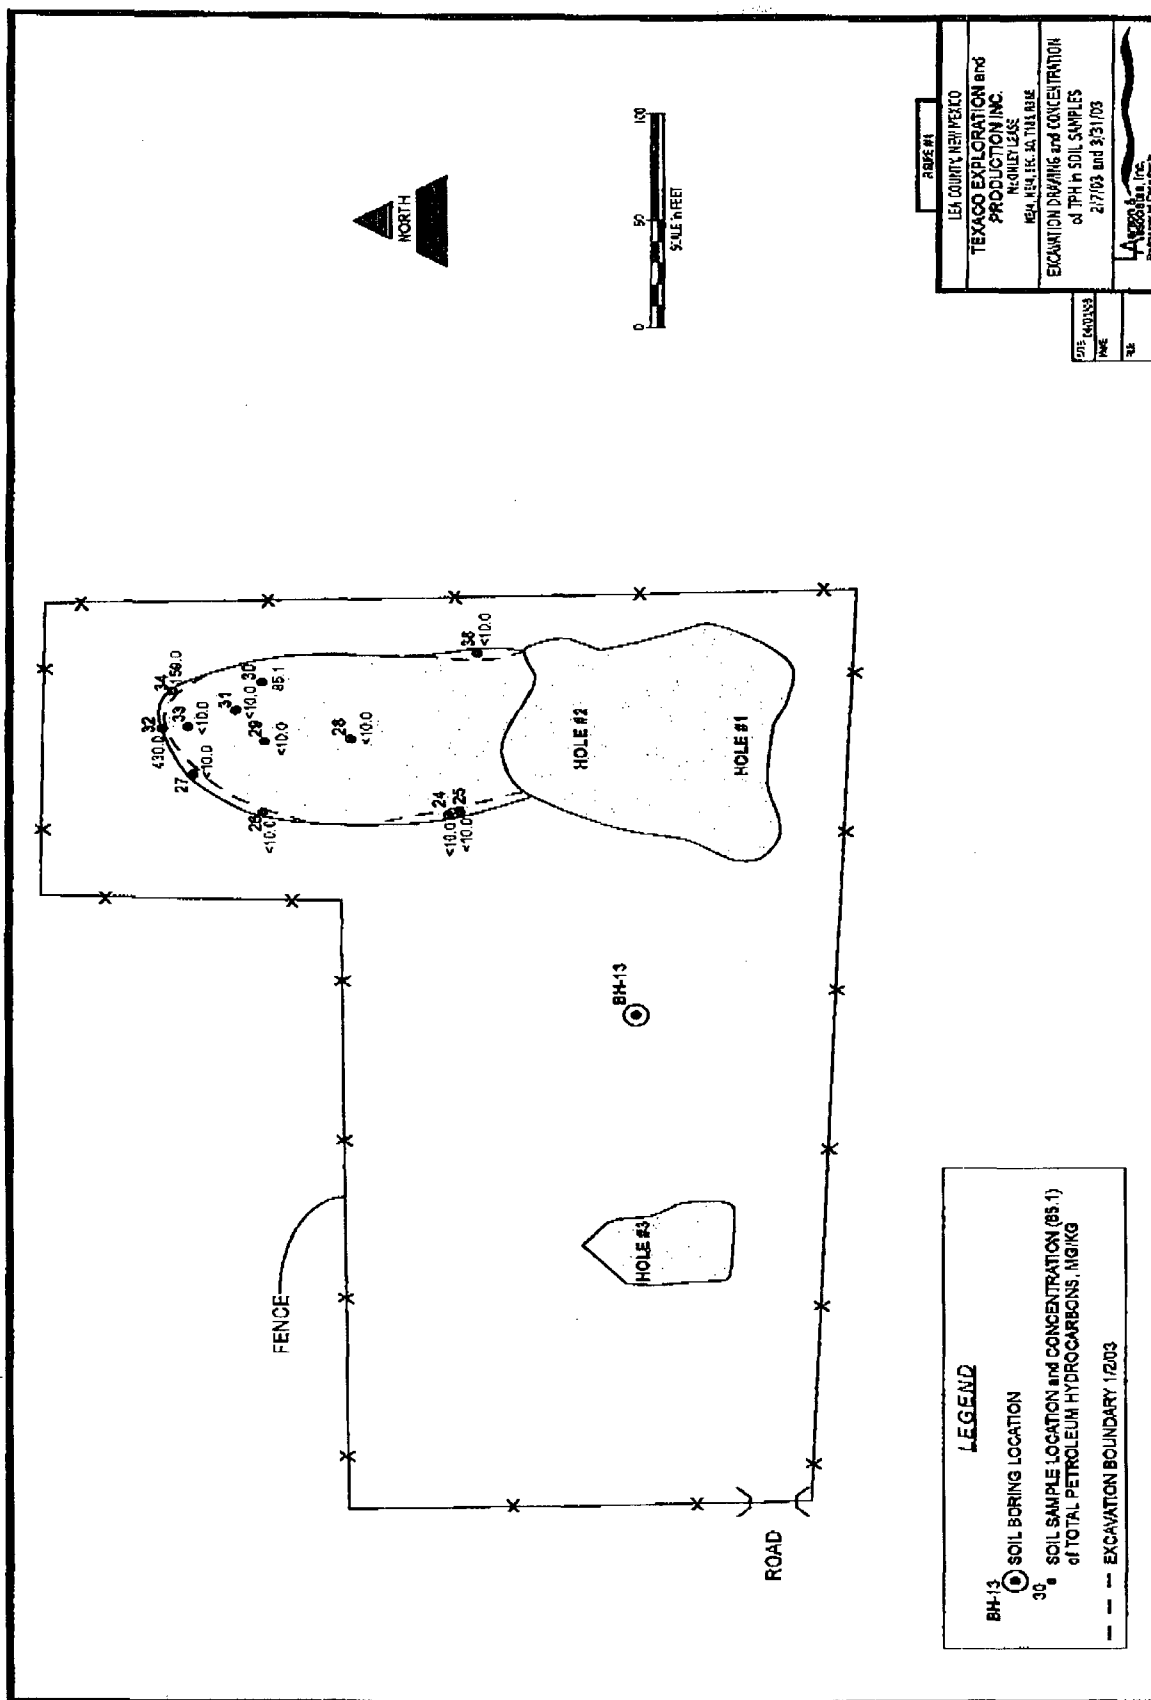 FIGURE #1
LEA COUNTY, NEW MEXICO
TEXACO EXPLORATION and
PRODUCTION INC.
EXCAVATION DRAWING and CONCENTRATION
of TPH in SOIL SAMPLES
2/7/03 and 3/31/03
NORTH
0
50
100
SCALE in FEET
FENCE
ROAD
34
159.0
32
430.0
33
<10.0
27
<10.0
31
<10.0
30
85.1
29
<10.0
28
<10.0
<10.0
24
<10.0
25
<10.0
<10.0
HOLE #2
HOLE #1
HOLE #3
BH-13
LEGEND
BH-13
SOIL BORING LOCATION
30
SOIL SAMPLE LOCATION and CONCENTRATION (85.1)
of TOTAL PETROLEUM HYDROCARBONS, MG/KG
EXCAVATION BOUNDARY 1/2/03